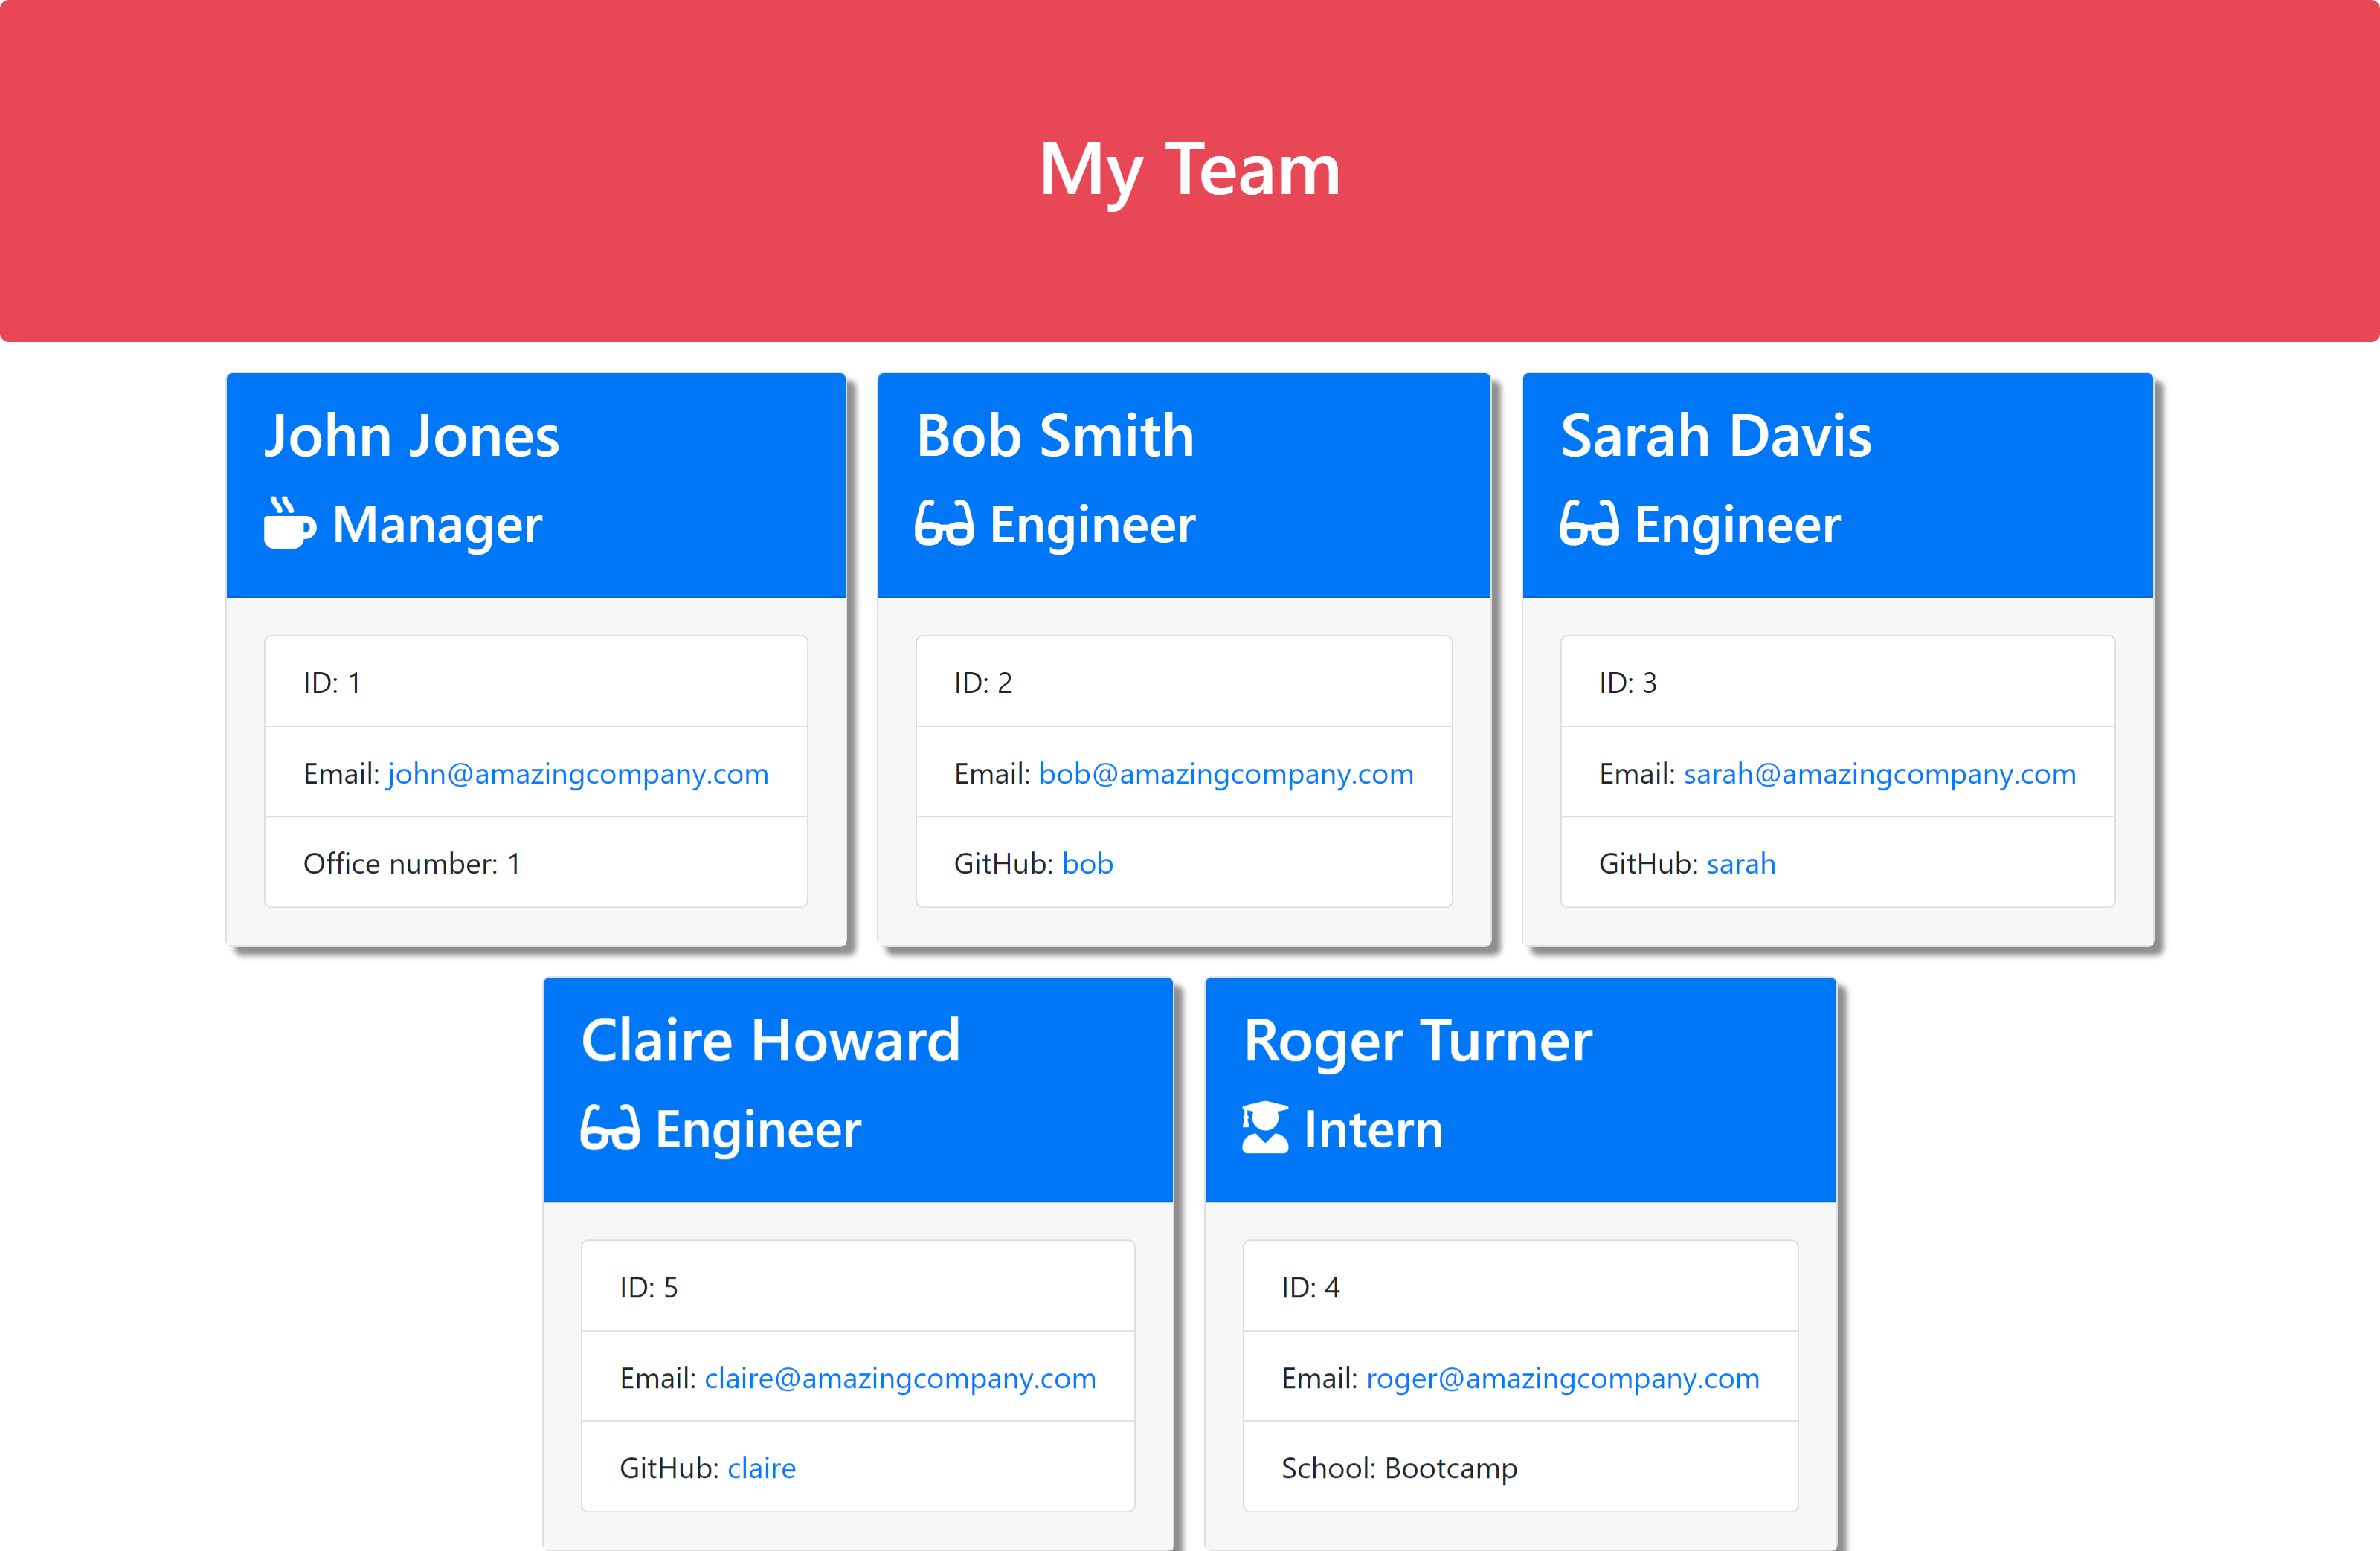 My Team
John Jones
Manager
ID: 1
Email: john@amazingcompany.com
Office number: 1
Bob Smith
Engineer
ID: 2
Email: bob@amazingcompany.com
GitHub: bob
Sarah Davis
Engineer
ID: 3
Email: sarah@amazingcompany.com
GitHub: sarah
Claire Howard
Engineer
ID: 5
Email: claire@amazingcompany.com
GitHub: claire
Roger Turner
Intern
ID: 4
Email: roger@amazingcompany.com
School: Bootcamp